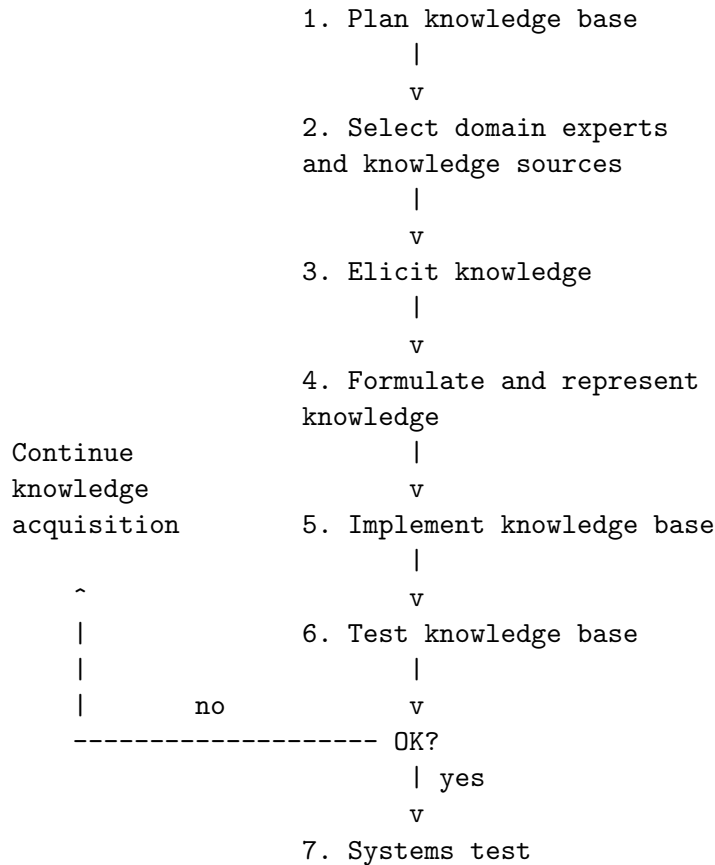 1. Plan knowledge base
|
v
2. Select domain experts
and knowledge sources
|
v
3. Elicit knowledge
|
v
4. Formulate and represent
knowledge
Continue |
knowledge v
acquisition 5. Implement knowledge base
|
^ v
| 6. Test knowledge base
| |
| no v
-------------------- OK?
| yes
v
7. Systems test